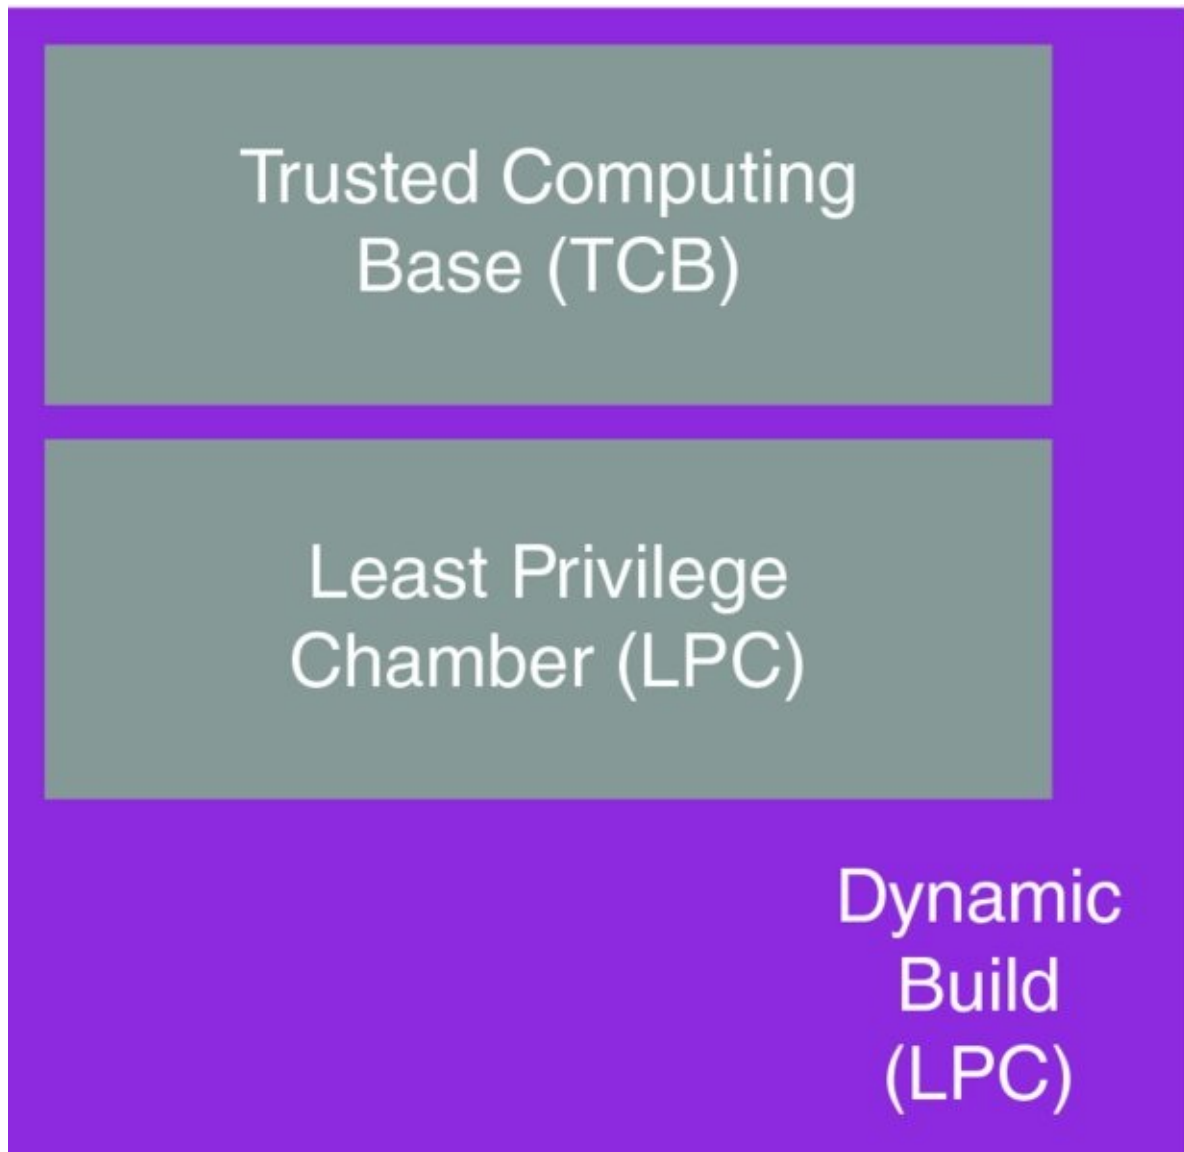 Trusted Computing
Base (TCB)
Least Privilege
Chamber (LPC)
Dynamic
Build
(LPC)